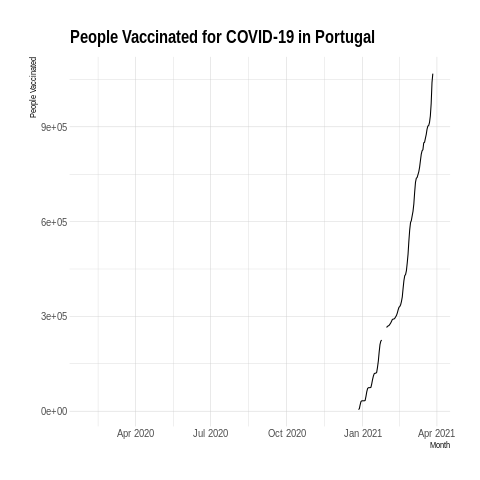 People Vaccinated for COVID-19 in Portugal
People Vaccinated
9e+05
6e+05
3e+05
0e+00
Apr 2020 Jul 2020 Oct 2020 Jan 2021 Apr 2021
Month